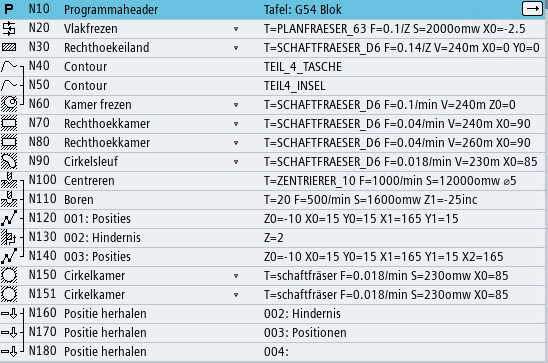 P N10 Programmaheader Tafel: G54 Blok
N20 Vlakfrezen T=PLANFRAESER_63 F=0.1/Z S=2000omw X0=-2.5
N30 Rechthoekeiland T=SCHAFTFRAESER_D6 F=0.14/Z V=240m X0=0 Y0=0
N40 Contour TEIL_4_TASCHE
N50 Contour TEIL4_INSEL
N60 Kamer frezen T=SCHAFTFRAESER_D6 F=0.1/min V=240m Z0=0
N70 Rechthoekkamer T=SCHAFTFRAESER_D6 F=0.04/min V=240m X0=90
N80 Rechthoekkamer T=SCHAFTFRAESER_D6 F=0.04/min V=260m X0=90
N90 Cirkelsleuf T=SCHAFTFRAESER_D6 F=0.018/min V=230m X0=85
N100 Centreren T=ZENTRIERER_10 F=1000/min S=12000omw ⌀5
N110 Boren T=20 F=500/min S=1600omw Z1=-25inc
N120 001: Posities Z0=-10 X0=15 Y0=15 X1=165 Y1=15
N130 002: Hindernis Z=2
N140 003: Posities Z0=-10 X0=15 Y0=15 X1=165 Y1=15 X2=165
N150 Cirkelkamer T=schaftfräser F=0.018/min S=230omw X0=85
N151 Cirkelkamer T=schaftfräser F=0.018/min S=230omw X0=85
N160 Positie herhalen 002: Hindernis
N170 Positie herhalen 003: Positionen
N180 Positie herhalen 004: